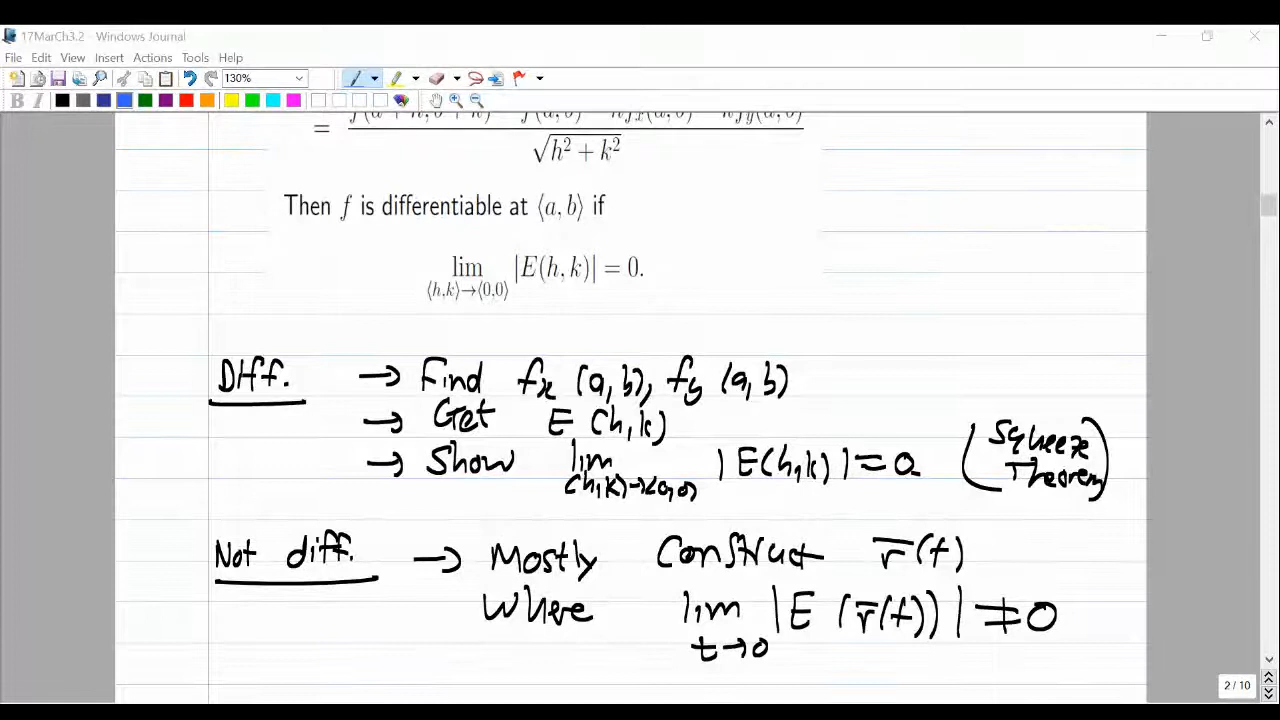 17MarCh3.2 - Windows Journal
File Edit View Insert Actions Tools Help
130%
B I
= f(a + h, b + k) − f(a, b) − hfx(a, b) − kfy(a, b)
√h² + k²
Then f is differentiable at ⟨a, b⟩ if
lim |E(h, k)| = 0.
⟨h,k⟩→⟨0,0⟩
Diff. → Find fx (a, b), fy (a, b)
→ Get E (h, k)
→ Show lim |E(h,k)| = 0 (Squeeze
(h,k)→(0,0) Theorem)
Not diff. → Mostly Construct r̄(t)
Where lim |E (r̄(t))| ≠ 0
t→0
2 / 10